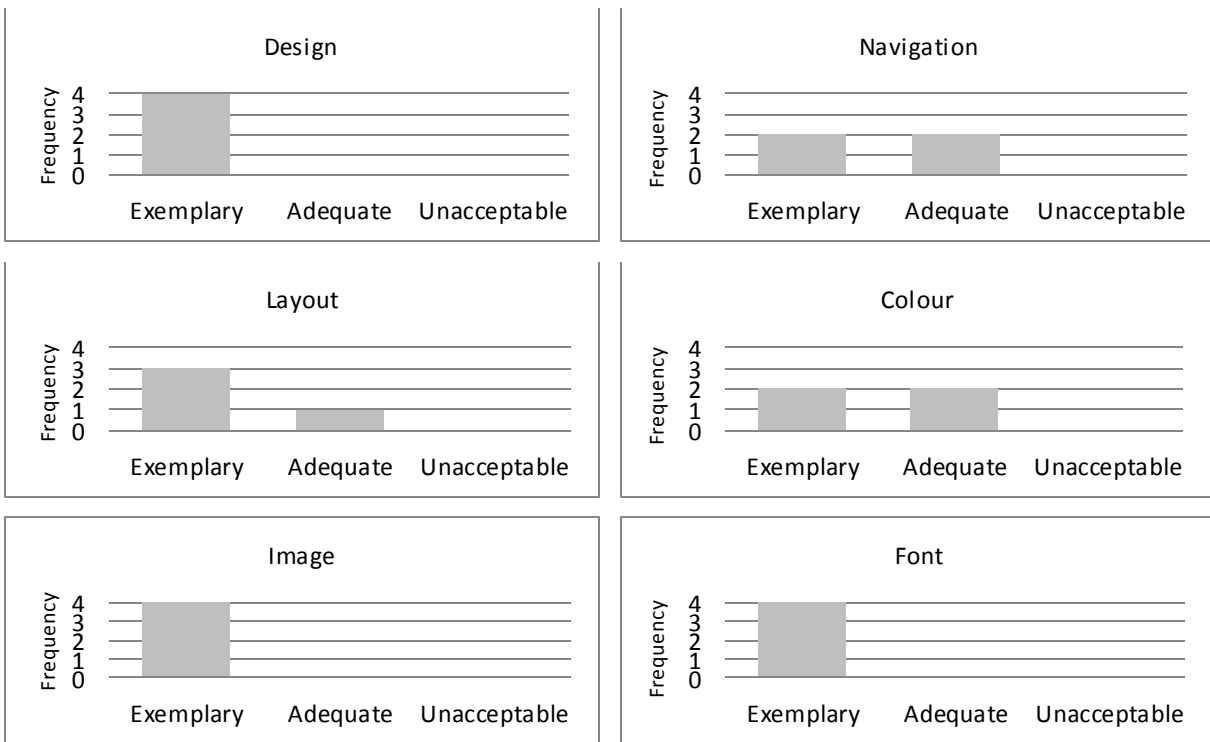 Design
Frequency
4
3
2
1
0
Exemplary Adequate Unacceptable
Navigation
Frequency
4
3
2
1
0
Exemplary Adequate Unacceptable
Layout
Frequency
4
3
2
1
0
Exemplary Adequate Unacceptable
Colour
Frequency
4
3
2
1
0
Exemplary Adequate Unacceptable
Image
Frequency
4
3
2
1
0
Exemplary Adequate Unacceptable
Font
Frequency
4
3
2
1
0
Exemplary Adequate Unacceptable